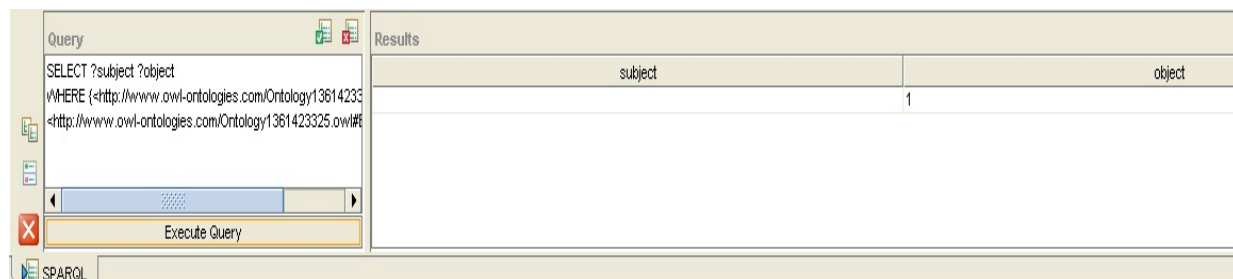 Query
SELECT ?subject ?object
WHERE {<http://www.owl-ontologies.com/Ontology1361423
<http://www.owl-ontologies.com/Ontology1361423325.owl#E
Execute Query
SPARQL
Results
subject object
1